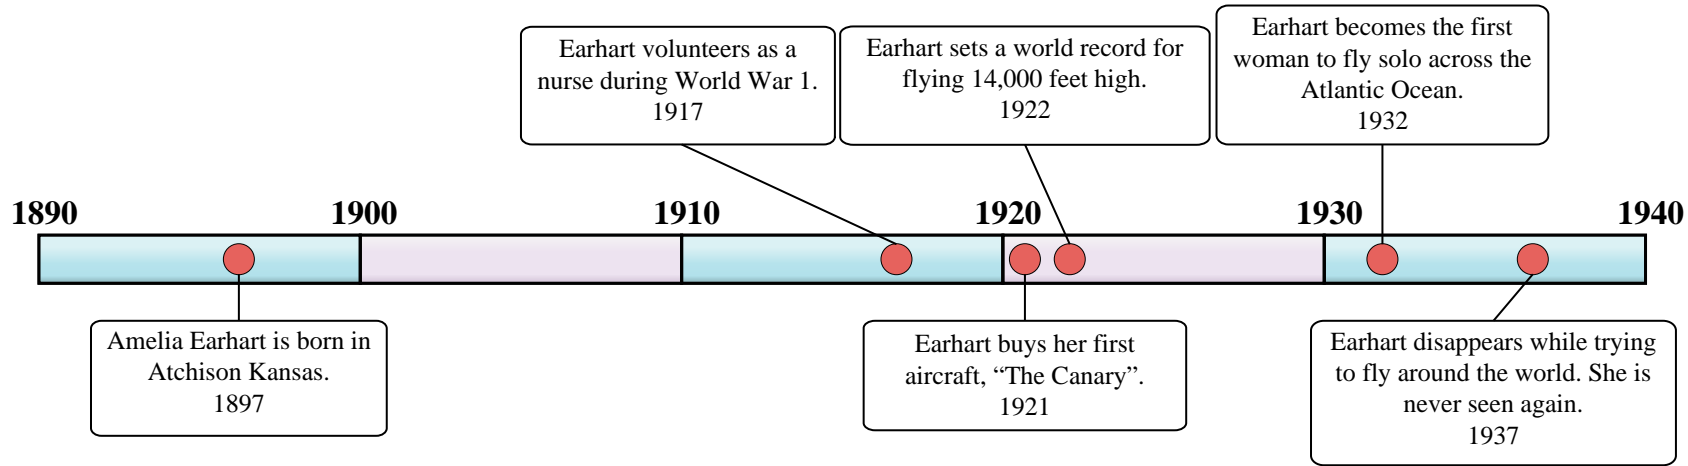 Earhart volunteers as a
nurse during World War 1.
1917
Earhart sets a world record for
flying 14,000 feet high.
1922
Earhart becomes the first
woman to fly solo across the
Atlantic Ocean.
1932
1890
1900
1910
1920
1930
1940
Amelia Earhart is born in
Atchison Kansas.
1897
Earhart buys her first
aircraft, “The Canary”.
1921
Earhart disappears while trying
to fly around the world. She is
never seen again.
1937